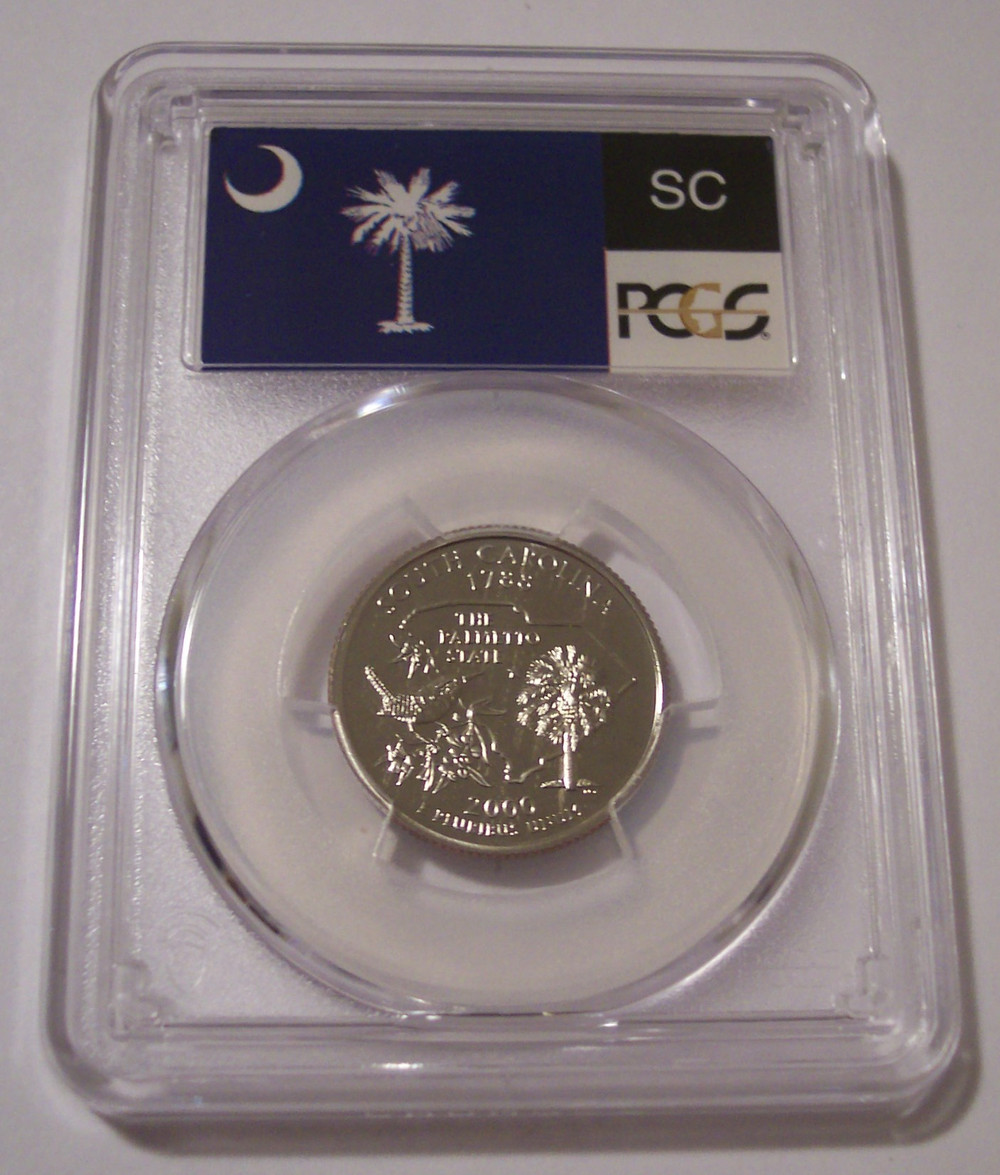 SC
PCGS
SOUTH CAROLINA
1788
THE
PALMETTO
STATE
2000
E PLURIBUS UNUM